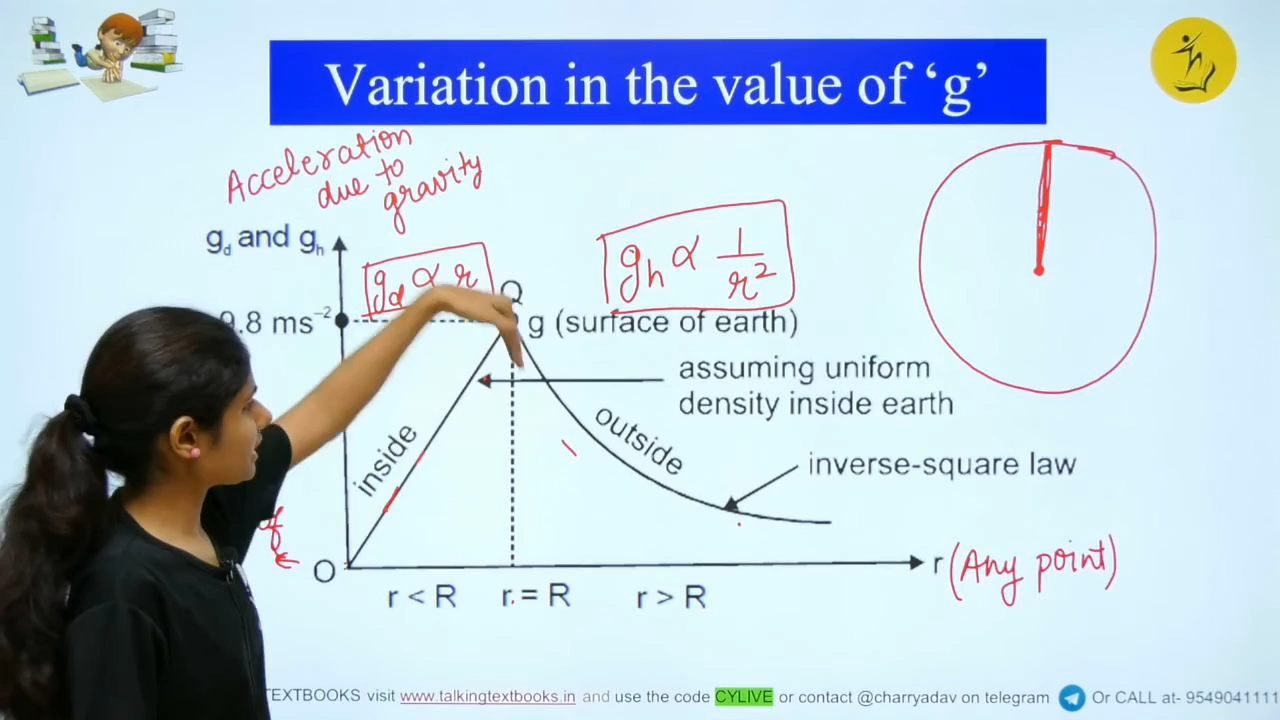 Variation in the value of ‘g’
Acceleration
due to
gravity
g_d and g_h
g_d ∝ r
g_h ∝ 1/r²
Q
9.8 ms⁻²
g (surface of earth)
assuming uniform
density inside earth
inside
outside
inverse-square law
of
O
r (Any point)
r < R r = R r > R
TEXTBOOKS visit www.talkingtextbooks.in and use the code CYLIVE or contact @charryadav on telegram Or CALL at- 9549041111